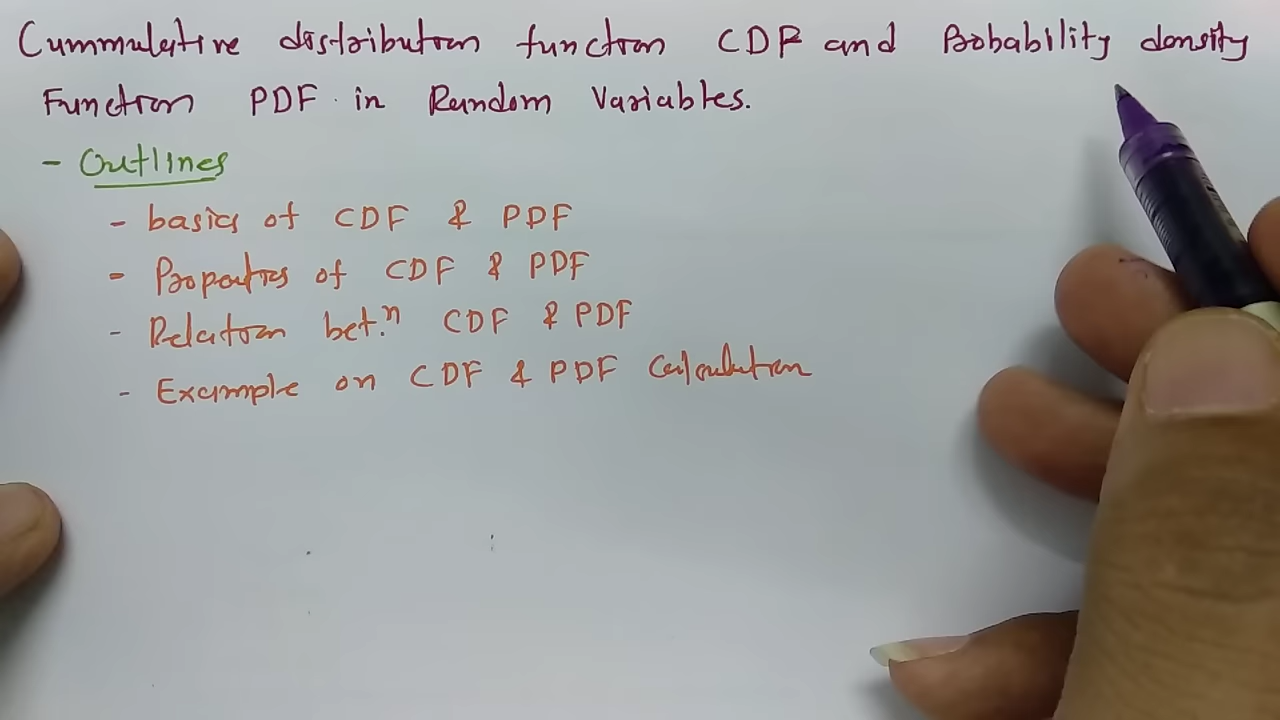 Cummulative distribution function CDF and Probability density
Function PDF in Random Variables.
- Outlines
- basics of CDF & PDF
- Properties of CDF & PDF
- Relation bet.n CDF & PDF
- Example on CDF & PDF Calculation